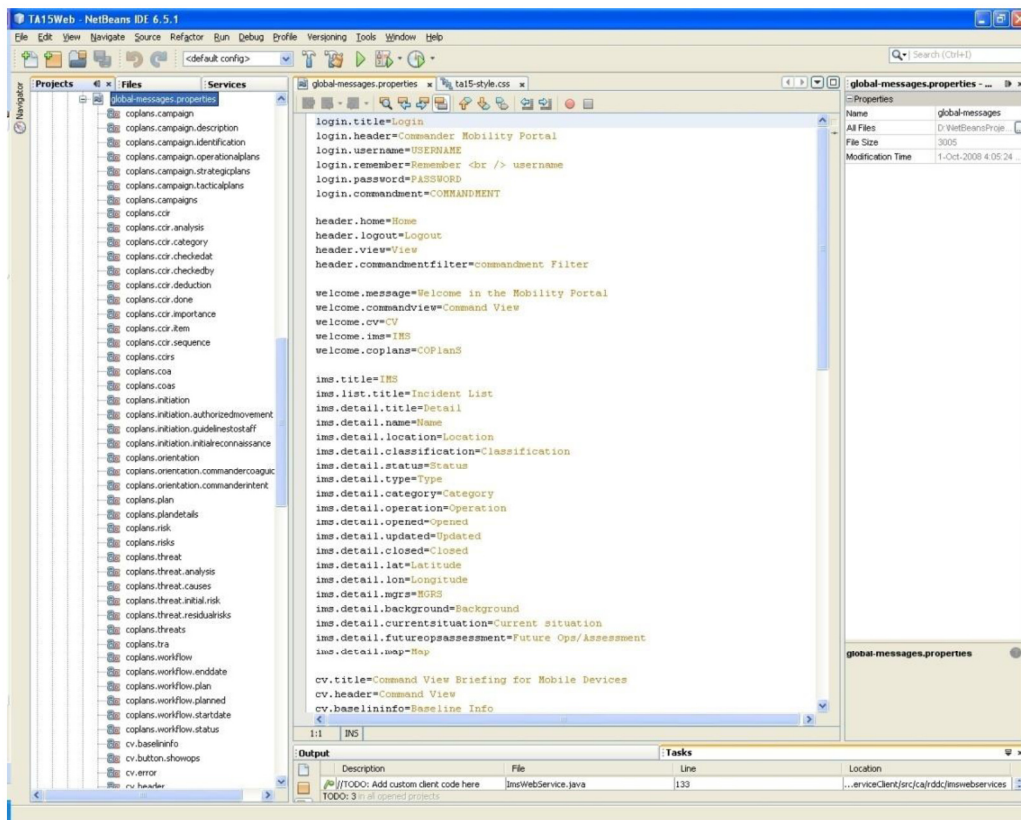 TA15Web - NetBeans IDE 6.5.1
File Edit View Navigate Source Refactor Run Debug Profile Versioning Tools Window Help
<default config>
Search (Ctrl+I)
Navigator
Projects Files Services
global-messages.properties
coplans.campaign
coplans.campaign.description
coplans.campaign.identification
coplans.campaign.operationalplans
coplans.campaign.strategicplans
coplans.campaign.tacticalplans
coplans.campaigns
coplans.ccir
coplans.ccir.analysis
coplans.ccir.category
coplans.ccir.checkedat
coplans.ccir.checkedby
coplans.ccir.deduction
coplans.ccir.done
coplans.ccir.importance
coplans.ccir.item
coplans.ccir.sequence
coplans.ccirs
coplans.coa
coplans.coas
coplans.initiation
coplans.initiation.authorizedmovement
coplans.initiation.guidelinestostaff
coplans.initiation.initialreconnaissance
coplans.orientation
coplans.orientation.commandercoaguic
coplans.orientation.commanderintent
coplans.plan
coplans.plandetails
coplans.risk
coplans.risks
coplans.threat
coplans.threat.analysis
coplans.threat.causes
coplans.threat.initial.risk
coplans.threat.residualrisks
coplans.threats
coplans.tra
coplans.workflow
coplans.workflow.enddate
coplans.workflow.plan
coplans.workflow.planned
coplans.workflow.startdate
coplans.workflow.status
cv.baselininfo
cv.button.showops
cv.error
cv.header
global-messages.properties ta15-style.css
login.title=Login
login.header=Commander Mobility Portal
login.username=USERNAME
login.remember=Remember <br /> username
login.password=PASSWORD
login.commandment=COMMANDMENT
header.home=Home
header.logout=Logout
header.view=View
header.commandmentfilter=commandment Filter
welcome.message=Welcome in the Mobility Portal
welcome.commandview=Command View
welcome.cv=CV
welcome.ims=IMS
welcome.coplans=COPlanS
ims.title=IMS
ims.list.title=Incident List
ims.detail.title=Detail
ims.detail.name=Name
ims.detail.location=Location
ims.detail.classification=Classification
ims.detail.status=Status
ims.detail.type=Type
ims.detail.category=Category
ims.detail.operation=Operation
ims.detail.opened=Opened
ims.detail.updated=Updated
ims.detail.closed=Closed
ims.detail.lat=Latitude
ims.detail.lon=Longitude
ims.detail.mgrs=MGRS
ims.detail.background=Background
ims.detail.currentsituation=Current situation
ims.detail.futureopsassessment=Future Ops/Assessment
ims.detail.map=Map
cv.title=Command View Briefing for Mobile Devices
cv.header=Command View
cv.baselininfo=Baseline Info
1:1 INS
global-messages.properties - ...
Properties
Name global-messages
All Files D:\NetBeansProje ...
File Size 3005
Modification Time 1-Oct-2008 4:05:24 ...
global-messages.properties
Output Tasks
Description File Line Location
//TODO: Add custom client code here ImsWebService.java 133 ...erviceClient/src/ca/rddc/imswebservices
TODO: 3 in all opened projects